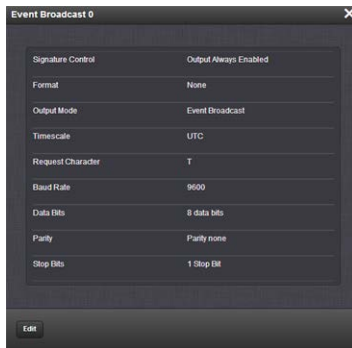 Event Broadcast 0 X
Signature Control Output Always Enabled
Format None
Output Mode Event Broadcast
Timescale UTC
Request Character T
Baud Rate 9600
Data Bits 8 data bits
Parity Parity none
Stop Bits 1 Stop Bit
Edit